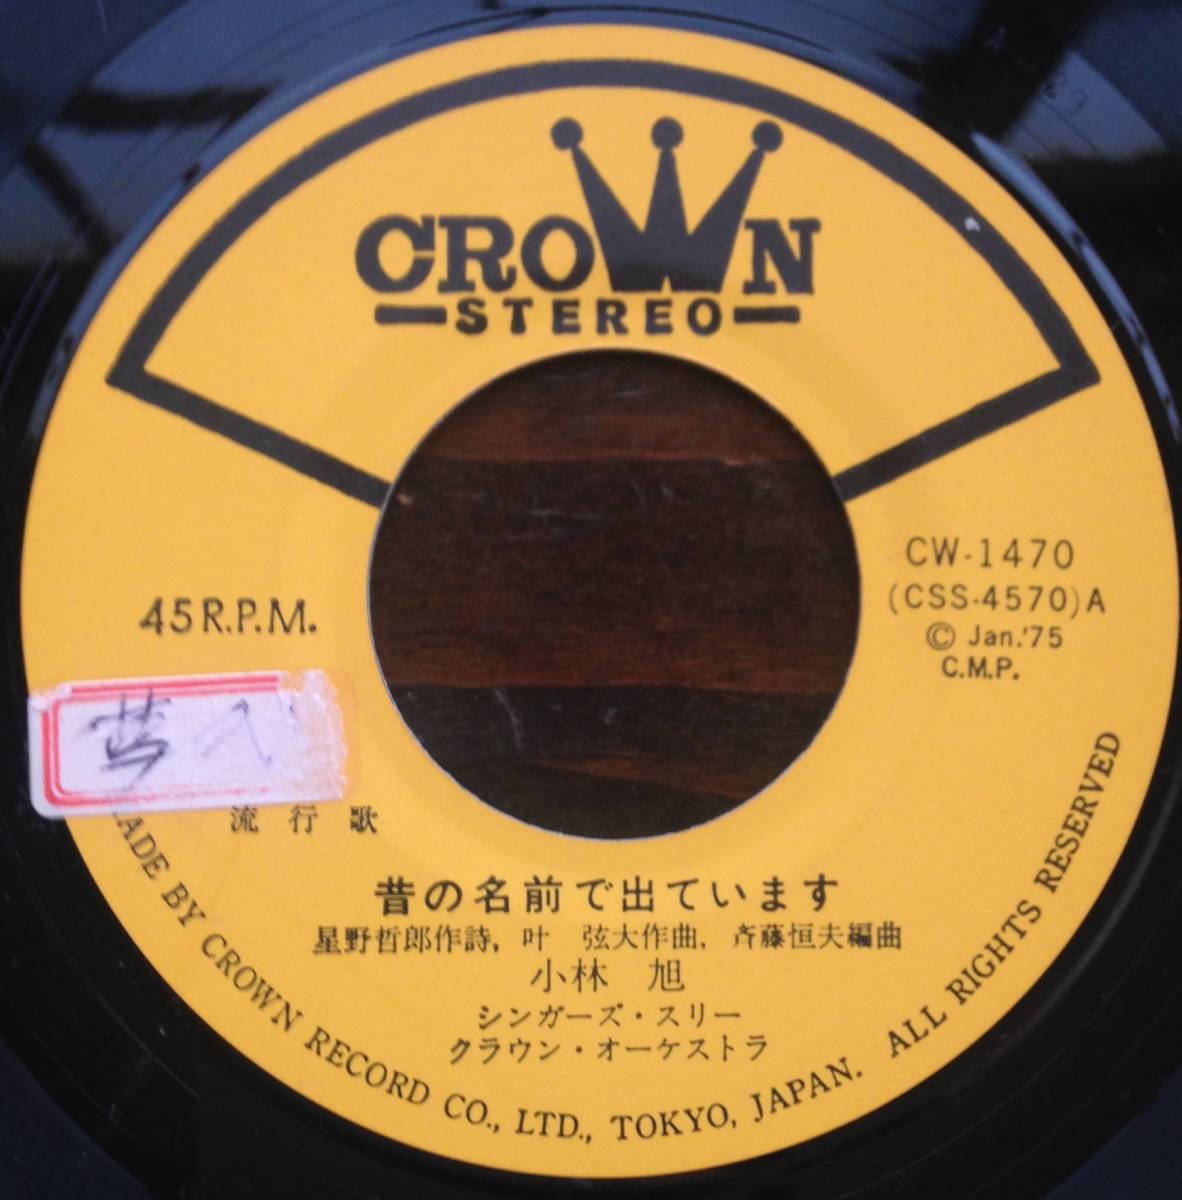 CROWN
STEREO
CW-1470
(CSS-4570)A
© Jan.'75
C.M.P.
45R.P.M.
流行歌
昔の名前で出ています
星野哲郎作詩, 叶 弦大作曲, 斉藤恒夫編曲
小林 旭
シンガーズ・スリー
クラウン・オーケストラ
MADE BY CROWN RECORD CO., LTD., TOKYO, JAPAN. ALL RIGHTS RESERVED